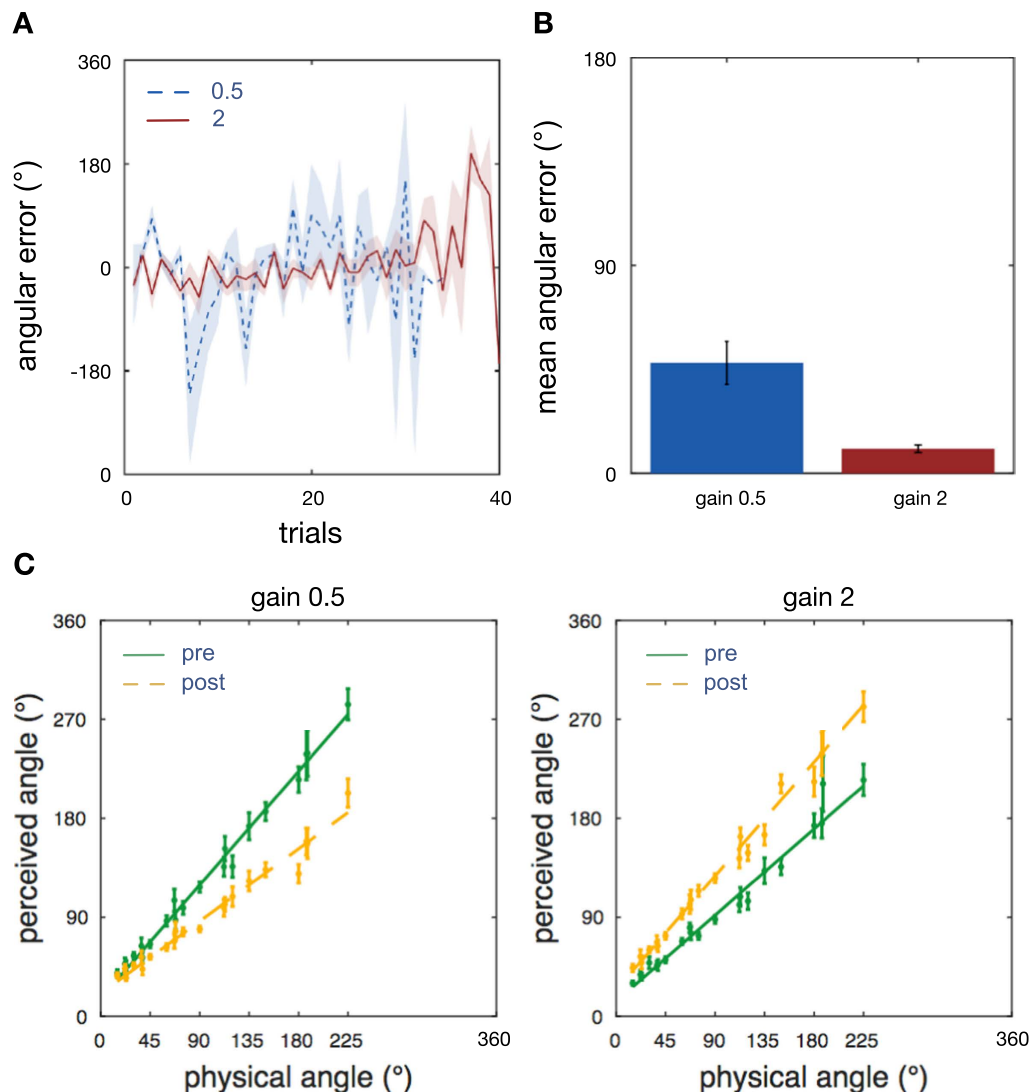 A
360
180
0
-180
0
angular error (°)
0.5
2
0 20 40
trials
B
180
90
0
mean angular error (°)
gain 0.5 gain 2
C
gain 0.5
360
270
180
90
0
perceived angle (°)
pre
post
0 45 90 135 180 225 360
physical angle (°)
gain 2
360
270
180
90
0
perceived angle (°)
pre
post
0 45 90 135 180 225 360
physical angle (°)